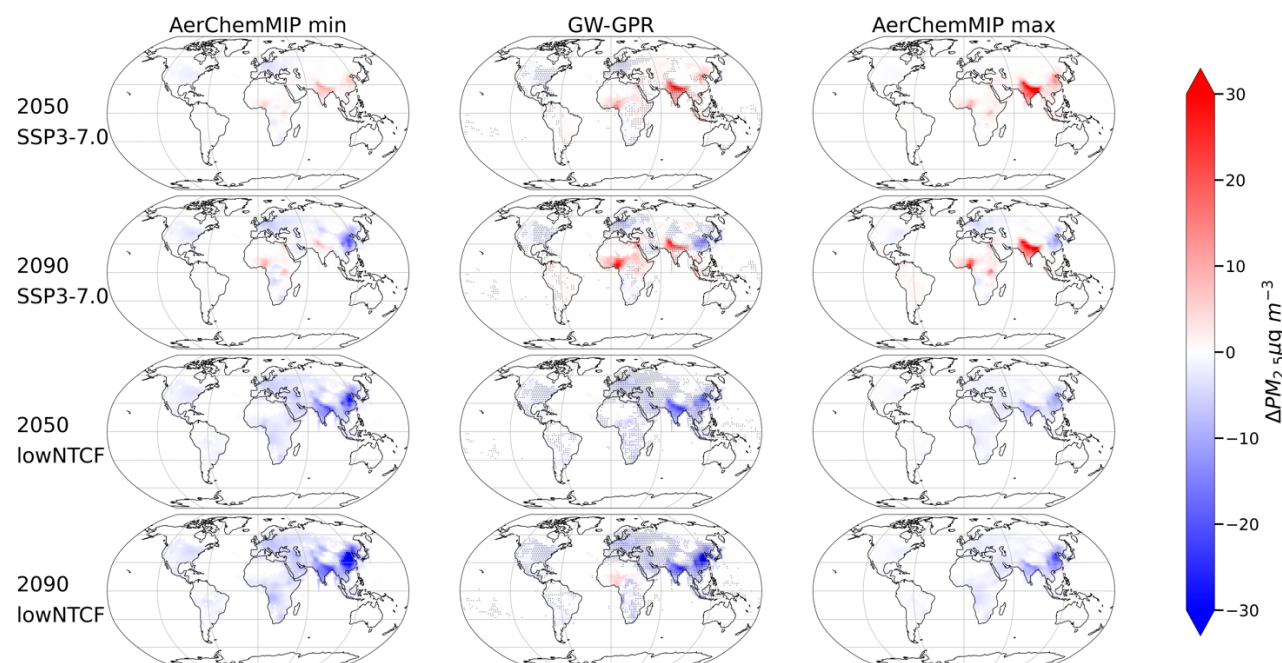 AerChemMIP min GW-GPR AerChemMIP max
2050
SSP3-7.0
2090
SSP3-7.0
2050
lowNTCF
2090
lowNTCF
30
20
10
0
−10
−20
−30
ΔPM2.5μg m−3